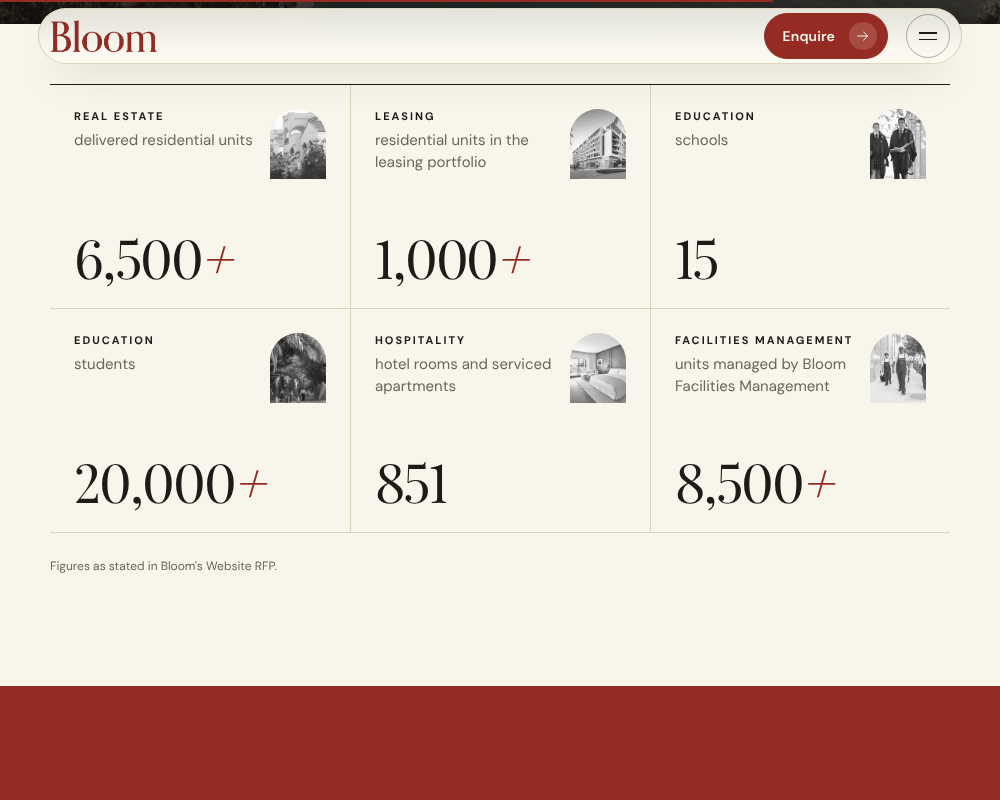 Bloom
Enquire
REAL ESTATE
delivered residential units
6,500+
LEASING
residential units in the
leasing portfolio
1,000+
EDUCATION
schools
15
EDUCATION
students
20,000+
HOSPITALITY
hotel rooms and serviced
apartments
851
FACILITIES MANAGEMENT
units managed by Bloom
Facilities Management
8,500+
Figures as stated in Bloom's Website RFP.